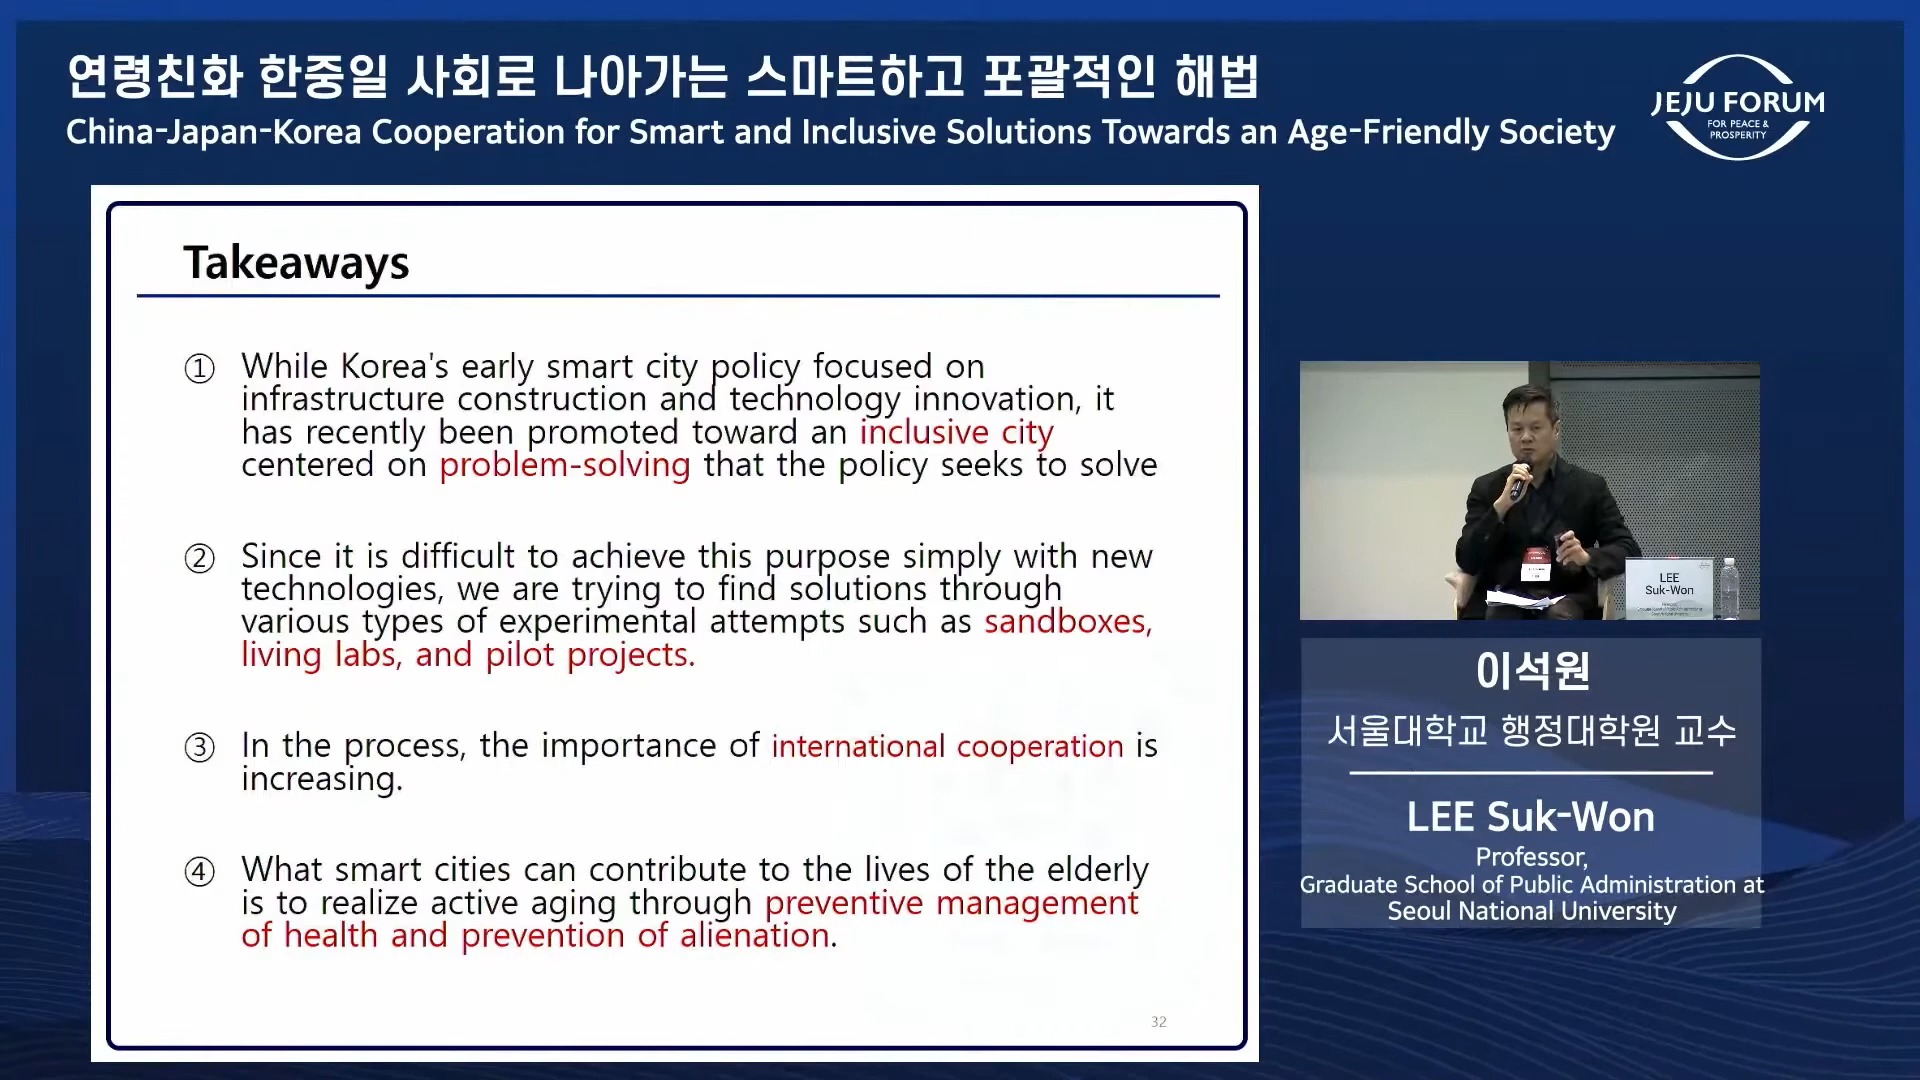 연령친화 한중일 사회로 나아가는 스마트하고 포괄적인 해법
China-Japan-Korea Cooperation for Smart and Inclusive Solutions Towards an Age-Friendly Society
JEJU FORUM
FOR PEACE &
PROSPERITY
Takeaways
① While Korea's early smart city policy focused on
infrastructure construction and technology innovation, it
has recently been promoted toward an inclusive city
centered on problem-solving that the policy seeks to solve
② Since it is difficult to achieve this purpose simply with new
technologies, we are trying to find solutions through
various types of experimental attempts such as sandboxes,
living labs, and pilot projects.
③ In the process, the importance of international cooperation is
increasing.
④ What smart cities can contribute to the lives of the elderly
is to realize active aging through preventive management
of health and prevention of alienation.
32
LEE
Suk-Won
이석원
서울대학교 행정대학원 교수
LEE Suk-Won
Professor,
Graduate School of Public Administration at
Seoul National University